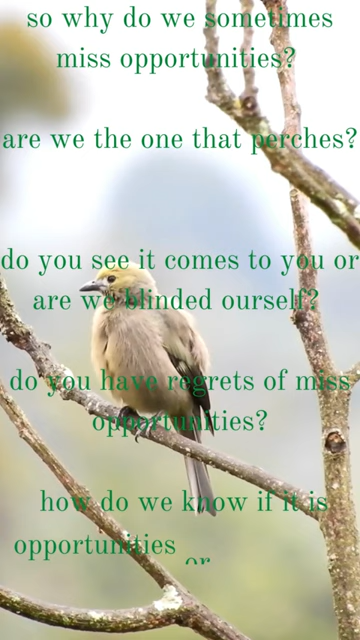 so why do we sometimes
miss opportunities?
are we the one that perches?
do you see it comes to you or
are we blinded ourself?
do you have regrets of miss
opportunities?
how do we know if it is
opportunities or